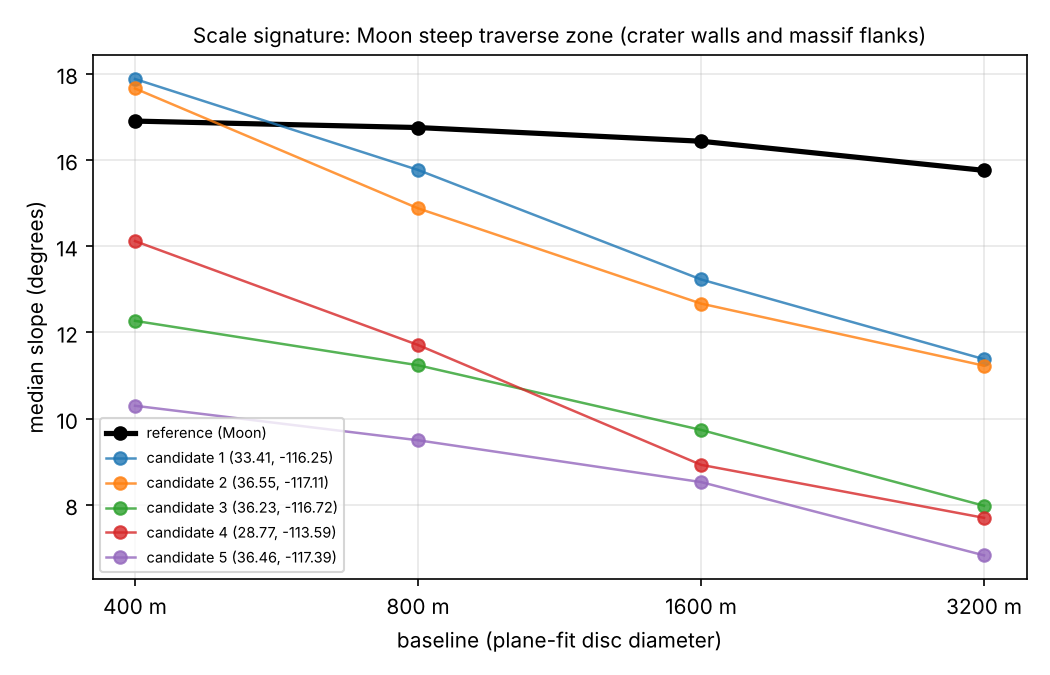 Scale signature: Moon steep traverse zone (crater walls and massif flanks)
median slope (degrees)
18
16
14
12
10
8
reference (Moon)
candidate 1 (33.41, -116.25)
candidate 2 (36.55, -117.11)
candidate 3 (36.23, -116.72)
candidate 4 (28.77, -113.59)
candidate 5 (36.46, -117.39)
400 m
800 m
1600 m
3200 m
baseline (plane-fit disc diameter)